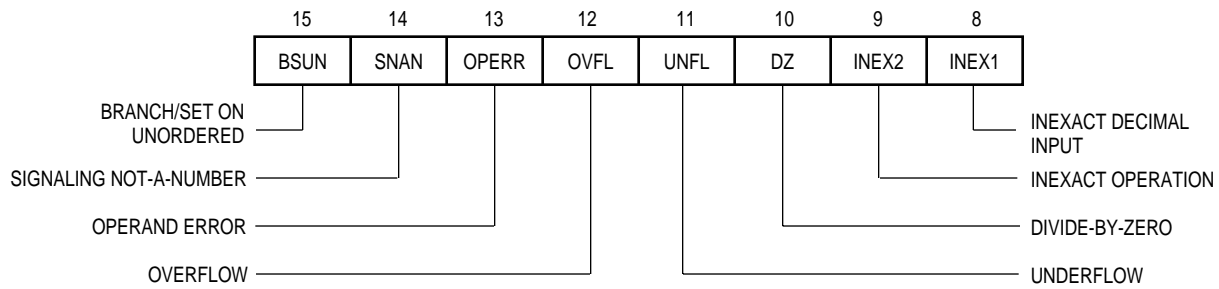 15 14 13 12 11 10 9 8
BSUN SNAN OPERR OVFL UNFL DZ INEX2 INEX1
BRANCH/SET ON
UNORDERED
INEXACT DECIMAL
INPUT
SIGNALING NOT-A-NUMBER
INEXACT OPERATION
OPERAND ERROR
DIVIDE-BY-ZERO
OVERFLOW
UNDERFLOW